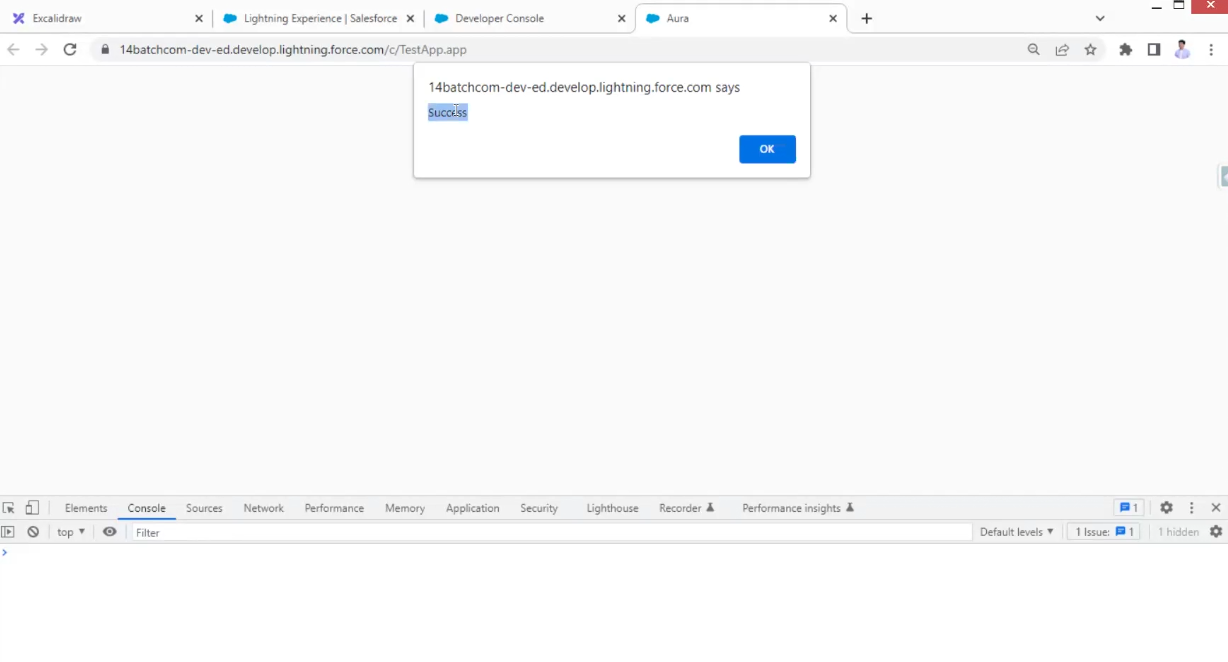 Excalidraw
Lightning Experience | Salesforce
Developer Console
Aura
14batchcom-dev-ed.develop.lightning.force.com/c/TestApp.app
14batchcom-dev-ed.develop.lightning.force.com says
Success
OK
Elements Console Sources Network Performance Memory Application Security Lighthouse Recorder Performance insights 1
top Filter Default levels 1 Issue: 1 1 hidden